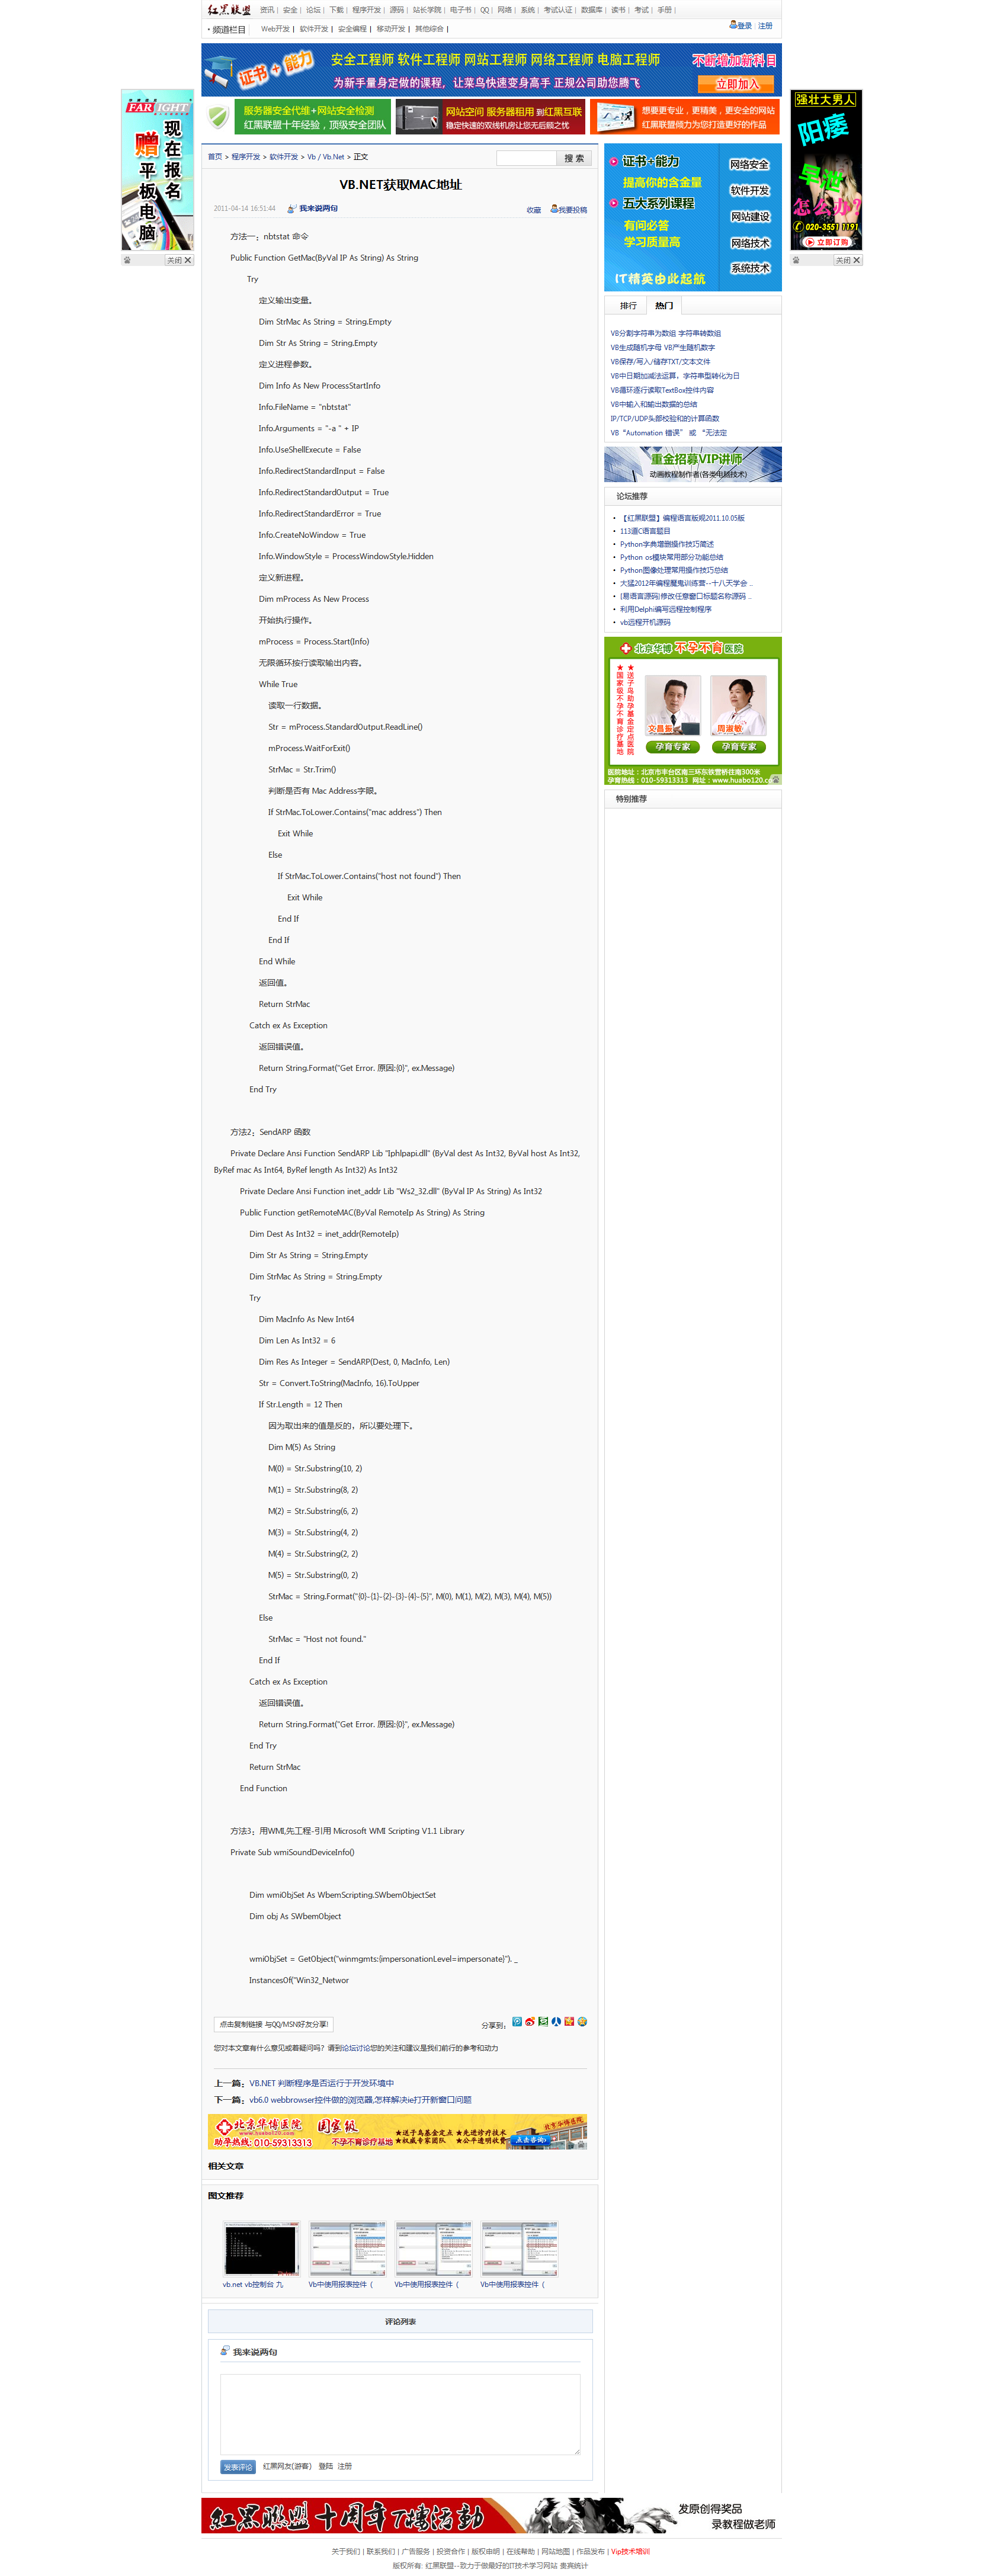 红黑联盟
资讯 | 安全 | 论坛 | 下载 | 程序开发 | 源码 | 站长学院 | 电子书 | QQ | 网络 | 系统 | 考试认证 | 数据库 | 读书 | 考试 | 手册 |
· 频道栏目
Web开发 | 软件开发 | 安全编程 | 移动开发 | 其他综合 |
登录 注册
证书+能力
安全工程师 软件工程师 网站工程师 网络工程师 电脑工程师
为新手量身定做的课程，让菜鸟快速变身高手 正规公司助您腾飞
不断增加新科目
立即加入
服务器安全代维+网站安全检测
红黑联盟十年经验，顶级安全团队
网站空间 服务器租用 到红黑互联
稳定快速的双线机房让您无后顾之忧
想要更专业，更精美，更安全的网站
红黑联盟倾力为您打造更好的作品
现在报名
赠平板电脑
关闭 X
强壮大男人
阳痿
早泄
怎么办?
020-3551 1191
立即订购
关闭 X
首页 > 程序开发 > 软件开发 > Vb / Vb.Net > 正文
搜 索
VB.NET获取MAC地址
2011-04-14 16:51:44
我来说两句
收藏 我要投稿
方法一：nbtstat 命令
Public Function GetMac(ByVal IP As String) As String
Try
定义输出变量。
Dim StrMac As String = String.Empty
Dim Str As String = String.Empty
定义进程参数。
Dim Info As New ProcessStartInfo
Info.FileName = "nbtstat"
Info.Arguments = "-a " + IP
Info.UseShellExecute = False
Info.RedirectStandardInput = False
Info.RedirectStandardOutput = True
Info.RedirectStandardError = True
Info.CreateNoWindow = True
Info.WindowStyle = ProcessWindowStyle.Hidden
定义新进程。
Dim mProcess As New Process
开始执行操作。
mProcess = Process.Start(Info)
无限循环按行读取输出内容。
While True
读取一行数据。
Str = mProcess.StandardOutput.ReadLine()
mProcess.WaitForExit()
StrMac = Str.Trim()
判断是否有 Mac Address字眼。
If StrMac.ToLower.Contains("mac address") Then
Exit While
Else
If StrMac.ToLower.Contains("host not found") Then
Exit While
End If
End If
End While
返回值。
Return StrMac
Catch ex As Exception
返回错误值。
Return String.Format("Get Error. 原因:{0}", ex.Message)
End Try
方法2：SendARP 函数
Private Declare Ansi Function SendARP Lib "Iphlpapi.dll" (ByVal dest As Int32, ByVal host As Int32,
ByRef mac As Int64, ByRef length As Int32) As Int32
Private Declare Ansi Function inet_addr Lib "Ws2_32.dll" (ByVal IP As String) As Int32
Public Function getRemoteMAC(ByVal RemoteIp As String) As String
Dim Dest As Int32 = inet_addr(RemoteIp)
Dim Str As String = String.Empty
Dim StrMac As String = String.Empty
Try
Dim MacInfo As New Int64
Dim Len As Int32 = 6
Dim Res As Integer = SendARP(Dest, 0, MacInfo, Len)
Str = Convert.ToString(MacInfo, 16).ToUpper
If Str.Length = 12 Then
因为取出来的值是反的，所以要处理下。
Dim M(5) As String
M(0) = Str.Substring(10, 2)
M(1) = Str.Substring(8, 2)
M(2) = Str.Substring(6, 2)
M(3) = Str.Substring(4, 2)
M(4) = Str.Substring(2, 2)
M(5) = Str.Substring(0, 2)
StrMac = String.Format("{0}-{1}-{2}-{3}-{4}-{5}", M(0), M(1), M(2), M(3), M(4), M(5))
Else
StrMac = "Host not found."
End If
Catch ex As Exception
返回错误值。
Return String.Format("Get Error. 原因:{0}", ex.Message)
End Try
Return StrMac
End Function
方法3：用WMI,先工程-引用 Microsoft WMI Scripting V1.1 Library
Private Sub wmiSoundDeviceInfo()
Dim wmiObjSet As WbemScripting.SWbemObjectSet
Dim obj As SWbemObject
wmiObjSet = GetObject("winmgmts:{impersonationLevel=impersonate}"). _
InstancesOf("Win32_Networ
点击复制链接 与QQ/MSN好友分享!
分享到：
您对本文章有什么意见或着疑问吗？请到论坛讨论您的关注和建议是我们前行的参考和动力
上一篇：VB.NET 判断程序是否运行于开发环境中
下一篇：vb6.0 webbrowser控件做的浏览器,怎样解决ie打开新窗口问题
北京华博医院 国家级
www.huabo120.com
助孕热线: 010-59313313 不孕不育诊疗基地
★送子鸟基金定点 ★先进诊疗技术
★权威专家团队 ★公平透明收费
点击咨询
相关文章
图文推荐
vb.net vb控制台 九
Vb中使用报表控件（
Vb中使用报表控件（
Vb中使用报表控件（
评论列表
我来说两句
发表评论 红黑网友(游客) 登陆 注册
证书+能力
提高你的含金量
五大系列课程
有问必答
学习质量高
IT精英由此起航
网络安全
软件开发
网站建设
网络技术
系统技术
排行 热门
VB分割字符串为数组 字符串转数组
VB生成随机字母 VB产生随机数字
VB保存/写入/储存TXT/文本文件
VB中日期加减法运算，字符串型转化为日
VB循环逐行读取TextBox控件内容
VB中输入和输出数据的总结
IP/TCP/UDP头部校验和的计算函数
VB“Automation 错误” 或 “无法定
重金招募VIP讲师
动画教程制作者(各类电脑技术)
论坛推荐
【红黑联盟】编程语言版规2011.10.05版
113道C语言题目
Python字典增删操作技巧简述
Python os模块常用部分功能总结
Python图像处理常用操作技巧总结
大猛2012年编程魔鬼训练营--十八天学会 ..
[易语言源码]修改任意窗口标题名称源码 ..
利用Delphi编写远程控制程序
vb远程开机源码
北京华博 不孕不育 医院
★送子鸟助孕基金定点医院
★国家级不孕不育诊疗基地
文昌振
周淑敏
孕育专家
孕育专家
医院地址：北京市丰台区南三环东铁营桥往南300米
孕育热线：010-59313313 网址：www.huabo120.c
特别推荐
红黑联盟十周年T聘活动
发原创得奖品
录教程做老师
关于我们 | 联系我们 | 广告服务 | 投资合作 | 版权申明 | 在线帮助 | 网站地图 | 作品发布 | Vip技术培训
版权所有: 红黑联盟--致力于做最好的IT技术学习网站 麦高统计